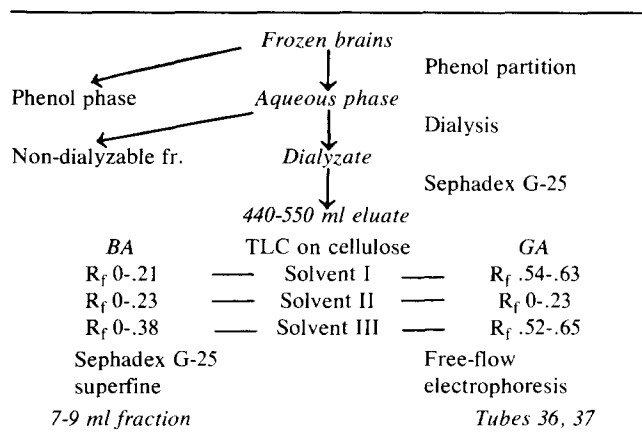 Frozen brains
Phenol partition
Phenol phase
Aqueous phase
Dialysis
Non-dialyzable fr.
Dialyzate
Sephadex G-25
440-550 ml eluate
BA TLC on cellulose GA
Rf 0-.21 — Solvent I — Rf .54-.63
Rf 0-.23 — Solvent II — Rf 0-.23
Rf 0-.38 — Solvent III — Rf .52-.65
Sephadex G-25 Free-flow
superfine electrophoresis
7-9 ml fraction Tubes 36, 37